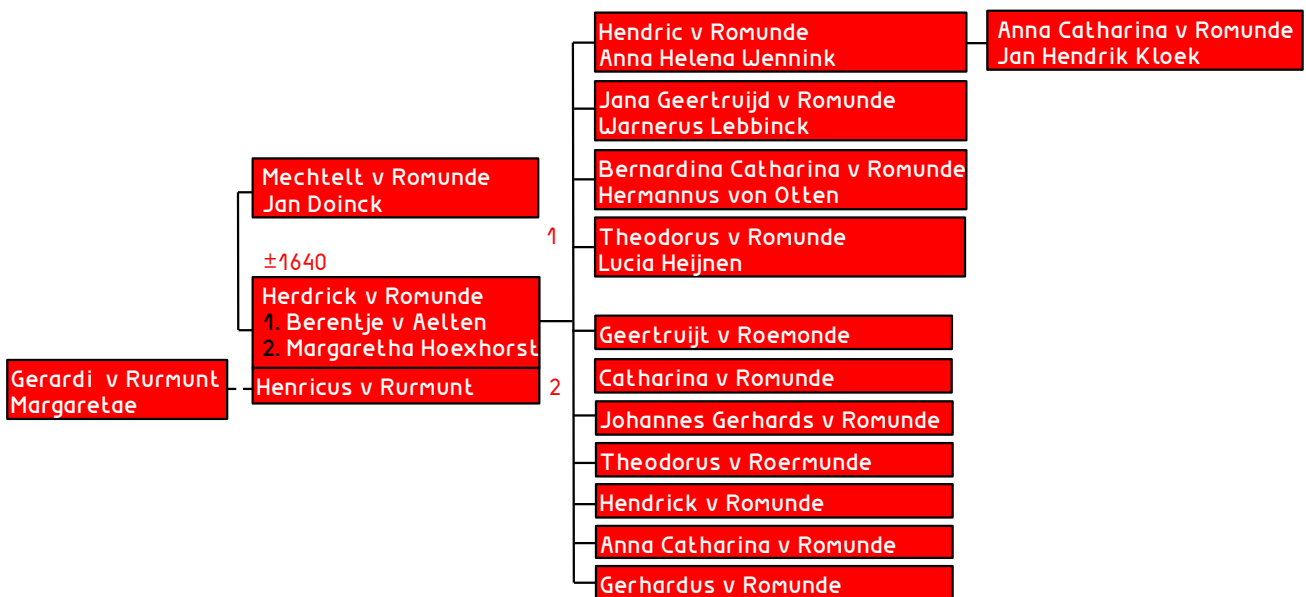 Gerardi v Rurmunt
Margaretae
Mechtelt v Romunde
Jan Doinck
±1640
Herdrick v Romunde
1. Berentje v Aelten
2. Margaretha Hoexhorst
Henricus v Rurmunt
1
2
Hendric v Romunde
Anna Helena Wennink
Jana Geertruijd v Romunde
Warnerus Lebbinck
Bernardina Catharina v Romunde
Hermannus von Otten
Theodorus v Romunde
Lucia Heijnen
Geertruijt v Roemonde
Catharina v Romunde
Johannes Gerhards v Romunde
Theodorus v Roermunde
Hendrick v Romunde
Anna Catharina v Romunde
Gerhardus v Romunde
Anna Catharina v Romunde
Jan Hendrik Kloek